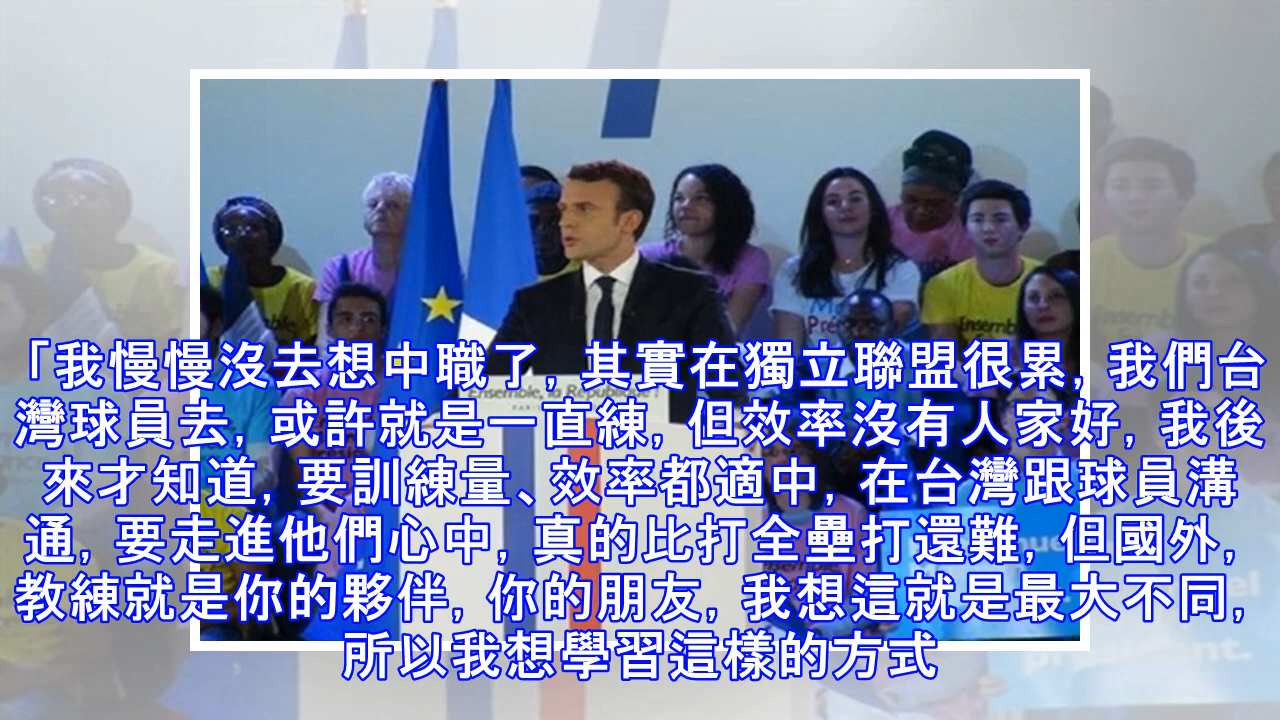 「我慢慢沒去想中職了, 其實在獨立聯盟很累, 我們台
灣球員去, 或許就是一直練, 但效率沒有人家好, 我後
來才知道, 要訓練量、效率都適中, 在台灣跟球員溝
通, 要走進他們心中, 真的比打全壘打還難, 但國外,
教練就是你的夥伴, 你的朋友, 我想這就是最大不同,
所以我想學習這樣的方式
Ensemble, la République !